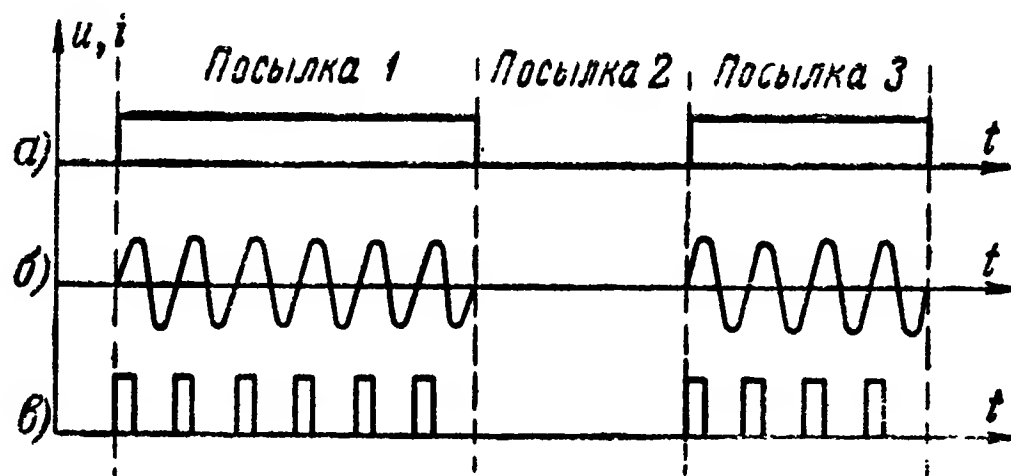 u, i
Посылка 1 Посылка 2 Посылка 3
а) t
б) t
в) t